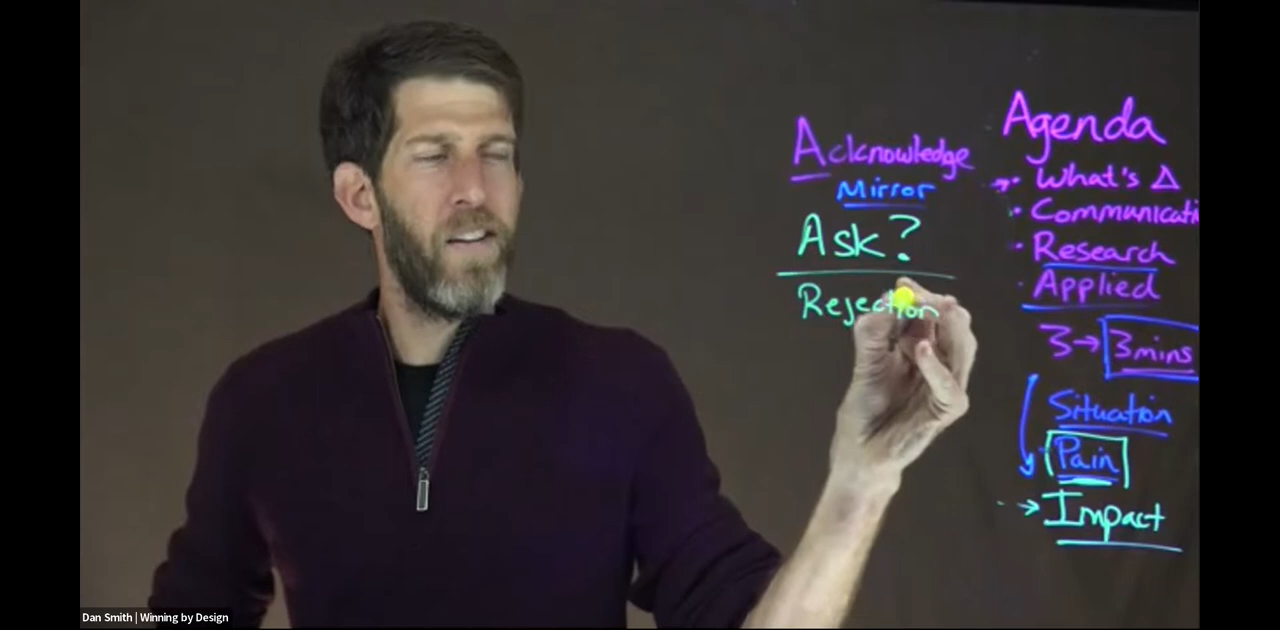 Acknowledge
Mirror
Ask?
Rejection
Agenda
→• What's Δ
• Communicati
• Research
• Applied
3→3mins
Situation
Pain
→ Impact
Dan Smith | Winning by Design